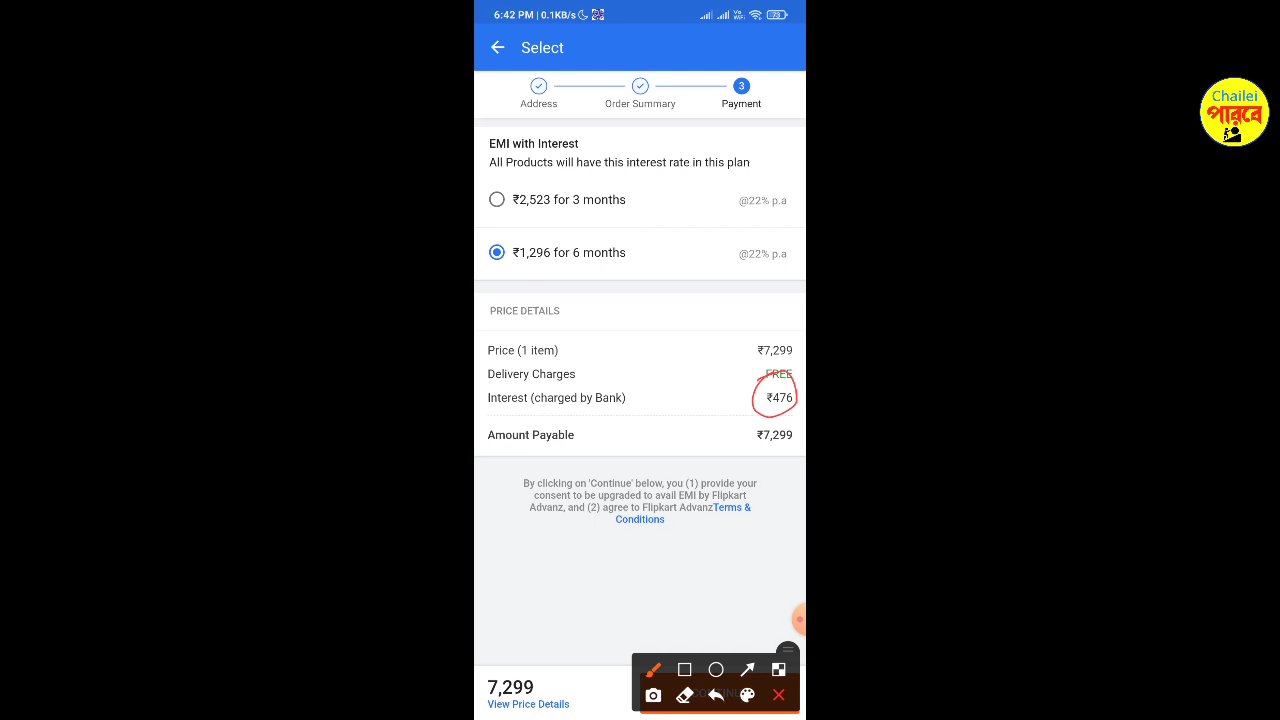 6:42 PM | 0.1KB/s
Vo
WiFi
73
Select
3
Address
Order Summary
Payment
EMI with Interest
All Products will have this interest rate in this plan
₹2,523 for 3 months
@22% p.a
₹1,296 for 6 months
@22% p.a
PRICE DETAILS
Price (1 item)
₹7,299
Delivery Charges
FREE
Interest (charged by Bank)
₹476
Amount Payable
₹7,299
By clicking on 'Continue' below, you (1) provide your
consent to be upgraded to avail EMI by Flipkart
Advanz, and (2) agree to Flipkart AdvanzTerms &
Conditions
7,299
View Price Details
Chailei
পারবে